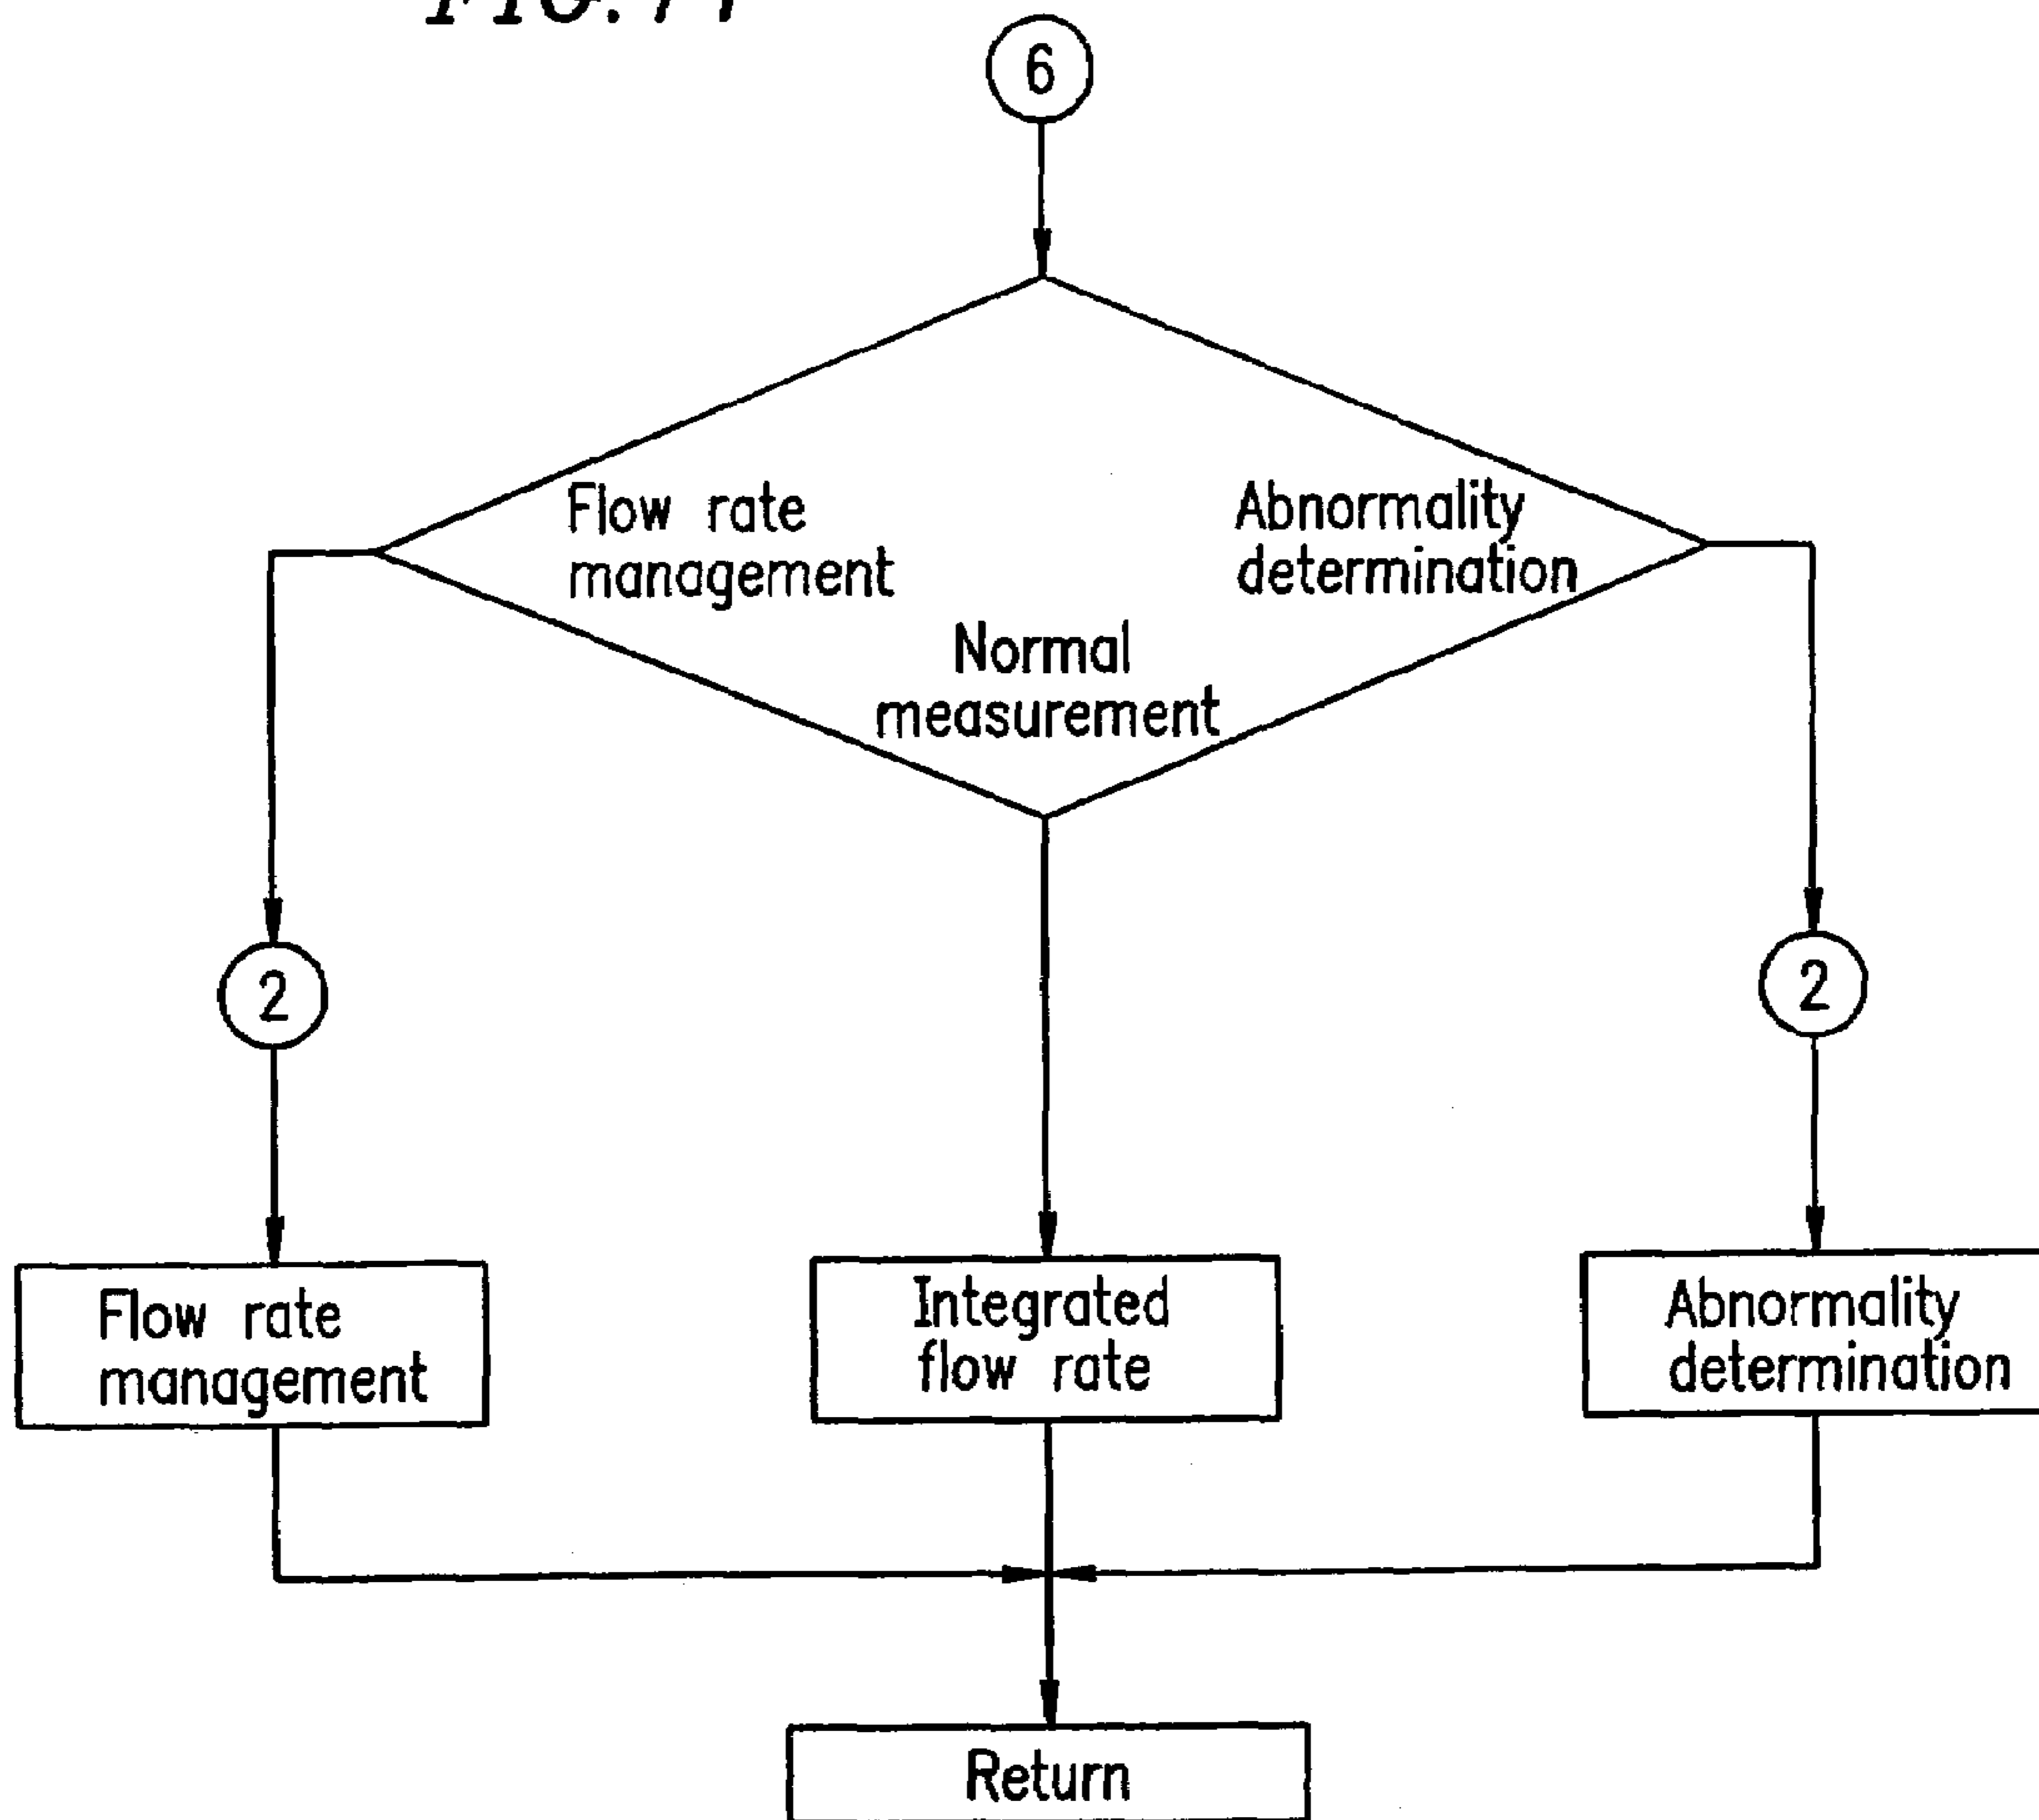 6
Flow rate
management
Abnormality
determination
Normal
measurement
2
2
Flow rate
management
Integrated
flow rate
Abnormality
determination
Return